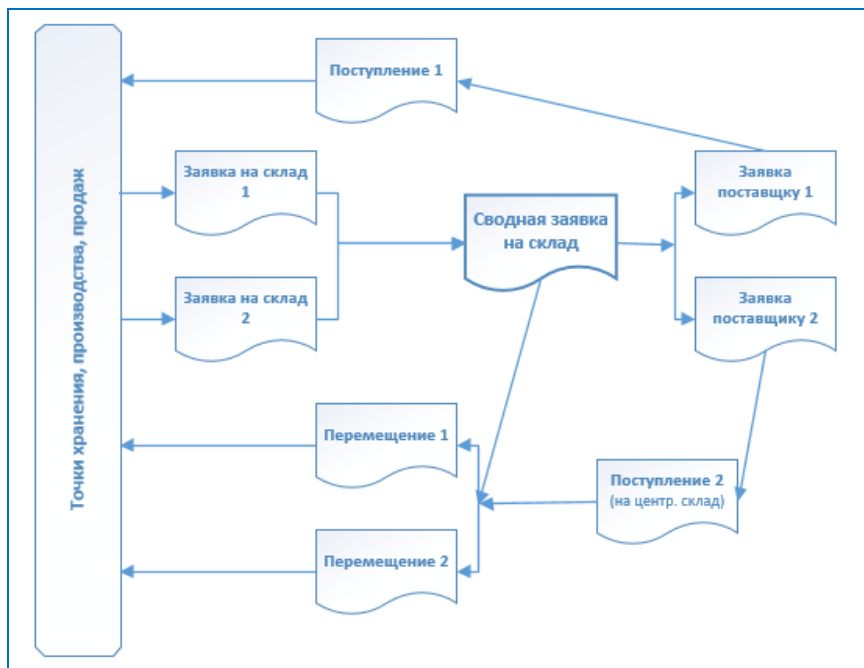 Точки хранения, производства, продаж
Поступление 1
Заявка на склад
1
Заявка
поставщку 1
Сводная заявка
на склад
Заявка на склад
2
Заявка
поставщику 2
Перемещение 1
Поступление 2
(на центр. склад)
Перемещение 2